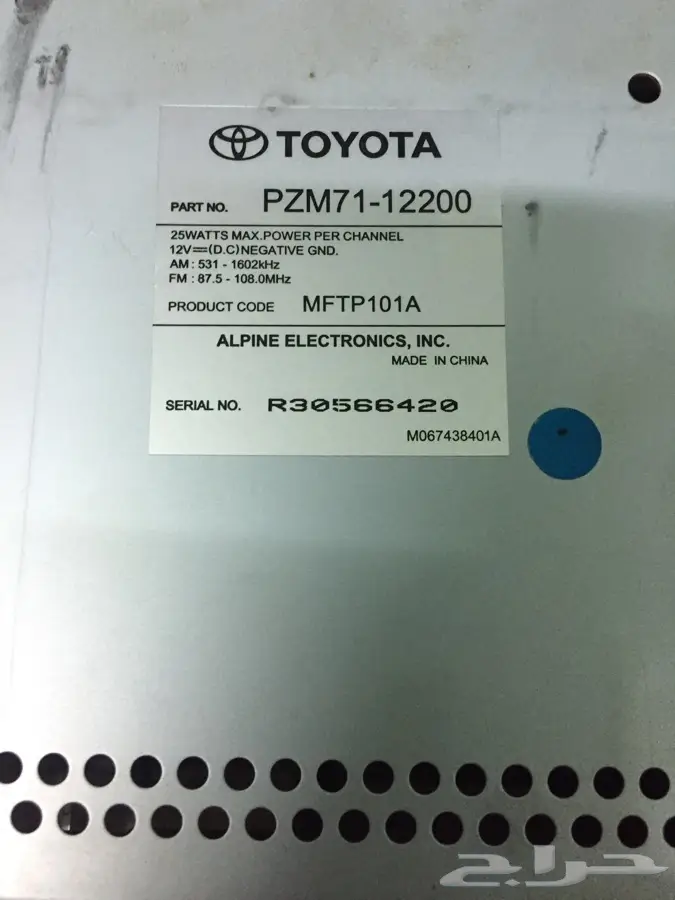 TOYOTA
PART NO. PZM71-12200
25WATTS MAX.POWER PER CHANNEL
12V⎓(D.C)NEGATIVE GND.
AM : 531 - 1602kHz
FM : 87.5 - 108.0MHz
PRODUCT CODE MFTP101A
ALPINE ELECTRONICS, INC.
MADE IN CHINA
SERIAL NO. R30566420
M067438401A
حراج